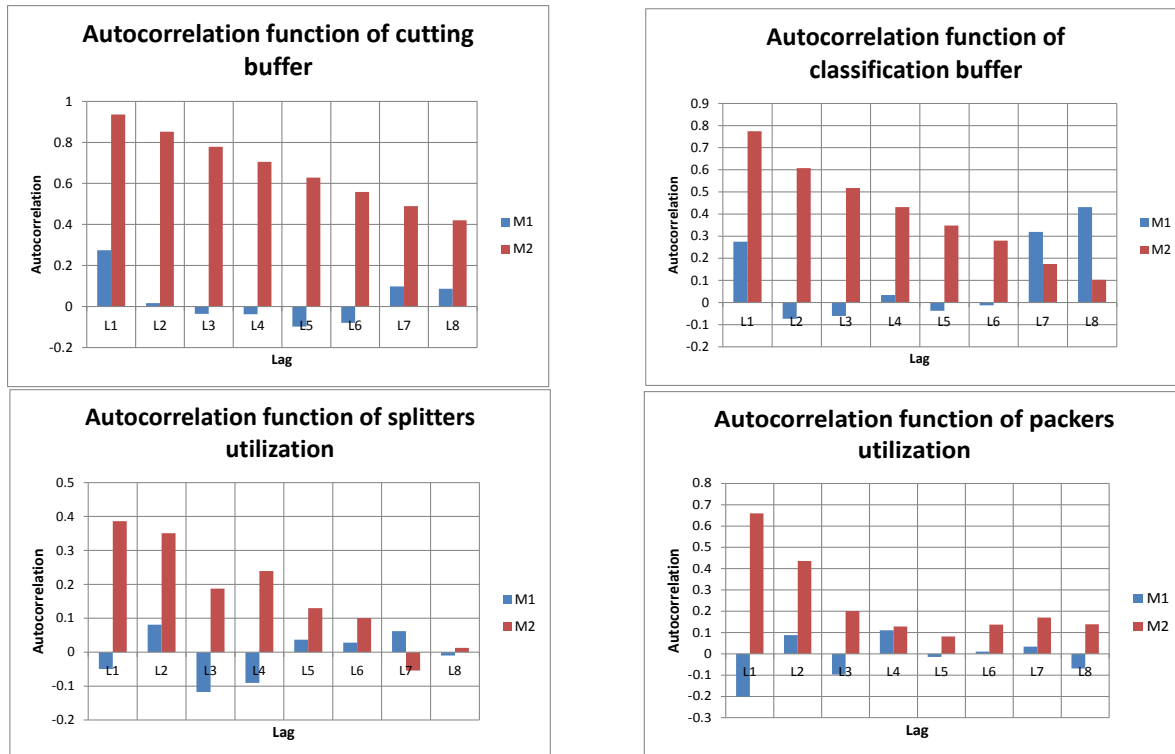 Autocorrelation function of cutting
buffer
1
0.8
0.6
0.4
0.2
0
-0.2
Autocorrelation
L1 L2 L3 L4 L5 L6 L7 L8
Lag
M1
M2
Autocorrelation function of
classification buffer
0.9
0.8
0.7
0.6
0.5
0.4
0.3
0.2
0.1
0
-0.1
-0.2
Autocorrelation
L1 L2 L3 L4 L5 L6 L7 L8
Lag
M1
M2
Autocorrelation function of splitters
utilization
0.5
0.4
0.3
0.2
0.1
0
-0.1
-0.2
Autocorrelation
L1 L2 L3 L4 L5 L6 L7 L8
Lag
M1
M2
Autocorrelation function of packers
utilization
0.8
0.7
0.6
0.5
0.4
0.3
0.2
0.1
0
-0.1
-0.2
-0.3
Autocorrelation
L1 L2 L3 L4 L5 L6 L7 L8
Lag
M1
M2